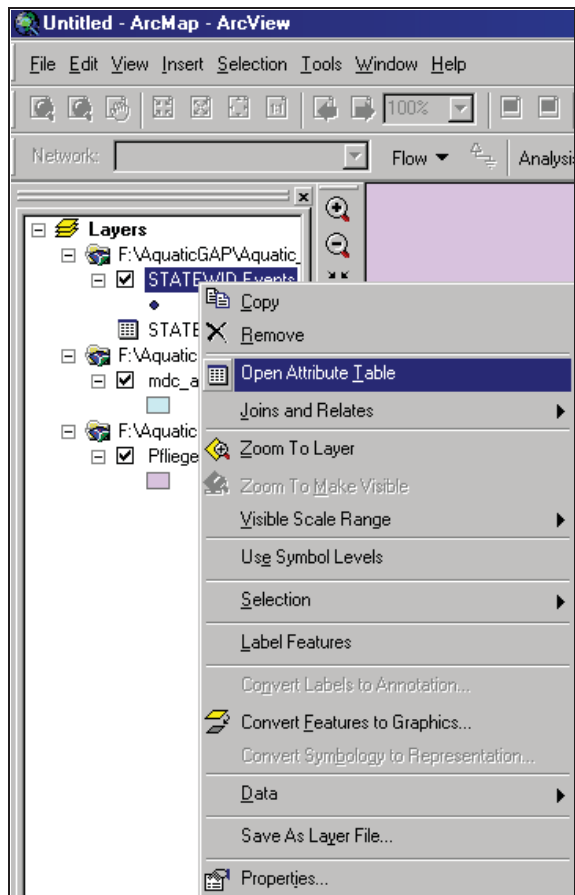 Untitled - ArcMap - ArcView
File Edit View Insert Selection Tools Window Help
1:1 100%
Network: Flow Analysi
Layers
F:\AquaticGAP\Aquatic_
STATEWID Events
STATE
F:\Aquatic
mdc_a
F:\Aquatic
Pfliege
Copy
Remove
Open Attribute Table
Joins and Relates
Zoom To Layer
Zoom To Make Visible
Visible Scale Range
Use Symbol Levels
Selection
Label Features
Convert Labels to Annotation...
Convert Features to Graphics...
Convert Symbology to Representation...
Data
Save As Layer File...
Properties...